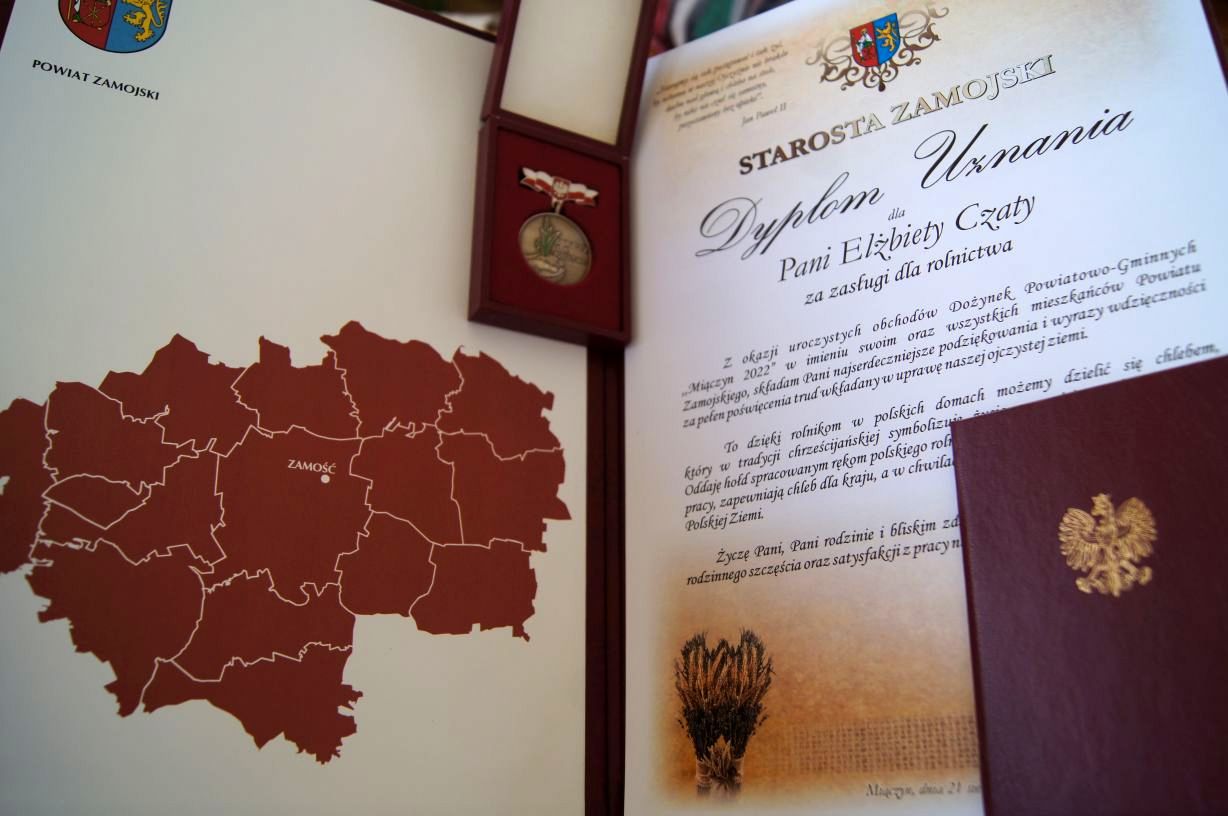 POWIAT ZAMOJSKI
ZAMOŚĆ
Jan Paweł II
STAROSTA ZAMOJSKI
Dyplom Uznania
dla
Pani Elżbiety Czaty
za zasługi dla rolnictwa
Z okazji uroczystych obchodów Dożynek Powiatowo-Gminnych
„Miączyn 2022" w imieniu swoim oraz wszystkich mieszkańców Powiatu
Zamojskiego, składam Pani najserdeczniejsze podziękowania i wyrazy wdzięczności
za pełen poświęcenia trud wkładany w uprawę naszej ojczystej ziemi.
To dzięki rolnikom w polskich domach możemy dzielić się chlebem,
który w tradycji chrześcijańskiej symbolizuje życie
Oddaję hołd spracowanym rękom polskiego
pracy, zapewniają chleb dla kraju, a w
Polskiej Ziemi.
Życzę Pani, Pani rodzinie i bliskim
rodzinnego szczęścia oraz satysfakcji z pracy
Miączyn, dnia 21